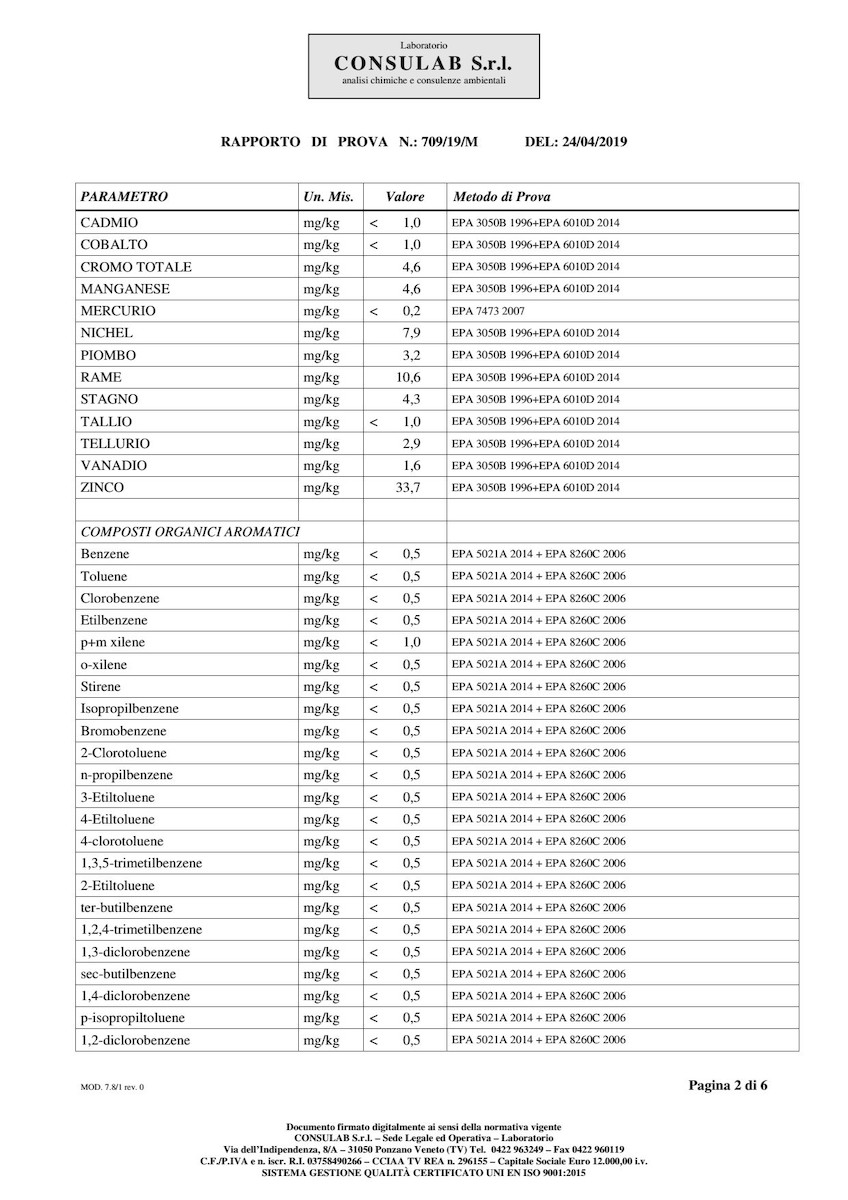 Laboratorio
CONSULAB S.r.l.
analisi chimiche e consulenze ambientali
RAPPORTO DI PROVA N.: 709/19/M DEL: 24/04/2019
PARAMETRO Un. Mis. Valore Metodo di Prova
CADMIO mg/kg < 1,0 EPA 3050B 1996+EPA 6010D 2014
COBALTO mg/kg < 1,0 EPA 3050B 1996+EPA 6010D 2014
CROMO TOTALE mg/kg 4,6 EPA 3050B 1996+EPA 6010D 2014
MANGANESE mg/kg 4,6 EPA 3050B 1996+EPA 6010D 2014
MERCURIO mg/kg < 0,2 EPA 7473 2007
NICHEL mg/kg 7,9 EPA 3050B 1996+EPA 6010D 2014
PIOMBO mg/kg 3,2 EPA 3050B 1996+EPA 6010D 2014
RAME mg/kg 10,6 EPA 3050B 1996+EPA 6010D 2014
STAGNO mg/kg 4,3 EPA 3050B 1996+EPA 6010D 2014
TALLIO mg/kg < 1,0 EPA 3050B 1996+EPA 6010D 2014
TELLURIO mg/kg 2,9 EPA 3050B 1996+EPA 6010D 2014
VANADIO mg/kg 1,6 EPA 3050B 1996+EPA 6010D 2014
ZINCO mg/kg 33,7 EPA 3050B 1996+EPA 6010D 2014
COMPOSTI ORGANICI AROMATICI
Benzene mg/kg < 0,5 EPA 5021A 2014 + EPA 8260C 2006
Toluene mg/kg < 0,5 EPA 5021A 2014 + EPA 8260C 2006
Clorobenzene mg/kg < 0,5 EPA 5021A 2014 + EPA 8260C 2006
Etilbenzene mg/kg < 0,5 EPA 5021A 2014 + EPA 8260C 2006
p+m xilene mg/kg < 1,0 EPA 5021A 2014 + EPA 8260C 2006
o-xilene mg/kg < 0,5 EPA 5021A 2014 + EPA 8260C 2006
Stirene mg/kg < 0,5 EPA 5021A 2014 + EPA 8260C 2006
Isopropilbenzene mg/kg < 0,5 EPA 5021A 2014 + EPA 8260C 2006
Bromobenzene mg/kg < 0,5 EPA 5021A 2014 + EPA 8260C 2006
2-Clorotoluene mg/kg < 0,5 EPA 5021A 2014 + EPA 8260C 2006
n-propilbenzene mg/kg < 0,5 EPA 5021A 2014 + EPA 8260C 2006
3-Etiltoluene mg/kg < 0,5 EPA 5021A 2014 + EPA 8260C 2006
4-Etiltoluene mg/kg < 0,5 EPA 5021A 2014 + EPA 8260C 2006
4-clorotoluene mg/kg < 0,5 EPA 5021A 2014 + EPA 8260C 2006
1,3,5-trimetilbenzene mg/kg < 0,5 EPA 5021A 2014 + EPA 8260C 2006
2-Etiltoluene mg/kg < 0,5 EPA 5021A 2014 + EPA 8260C 2006
ter-butilbenzene mg/kg < 0,5 EPA 5021A 2014 + EPA 8260C 2006
1,2,4-trimetilbenzene mg/kg < 0,5 EPA 5021A 2014 + EPA 8260C 2006
1,3-diclorobenzene mg/kg < 0,5 EPA 5021A 2014 + EPA 8260C 2006
sec-butilbenzene mg/kg < 0,5 EPA 5021A 2014 + EPA 8260C 2006
1,4-diclorobenzene mg/kg < 0,5 EPA 5021A 2014 + EPA 8260C 2006
p-isopropiltoluene mg/kg < 0,5 EPA 5021A 2014 + EPA 8260C 2006
1,2-diclorobenzene mg/kg < 0,5 EPA 5021A 2014 + EPA 8260C 2006
MOD. 7.8/1 rev. 0 Pagina 2 di 6
Documento firmato digitalmente ai sensi della normativa vigente
CONSULAB S.r.l. – Sede Legale ed Operativa – Laboratorio
Via dell'Indipendenza, 8/A – 31050 Ponzano Veneto (TV) Tel. 0422 963249 – Fax 0422 960119
C.F./P.IVA e n. iscr. R.I. 03758490266 – CCIAA TV REA n. 296155 – Capitale Sociale Euro 12.000,00 i.v.
SISTEMA GESTIONE QUALITÀ CERTIFICATO UNI EN ISO 9001:2015